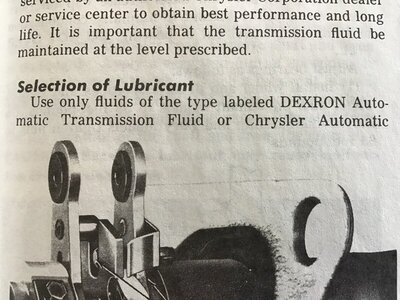 serviced by an authorized Chrysler Corporation dealer
or service center to obtain best performance and long
life. It is important that the transmission fluid be
maintained at the level prescribed.
Selection of Lubricant
Use only fluids of the type labeled DEXRON Auto-
matic Transmission Fluid or Chrysler Automatic